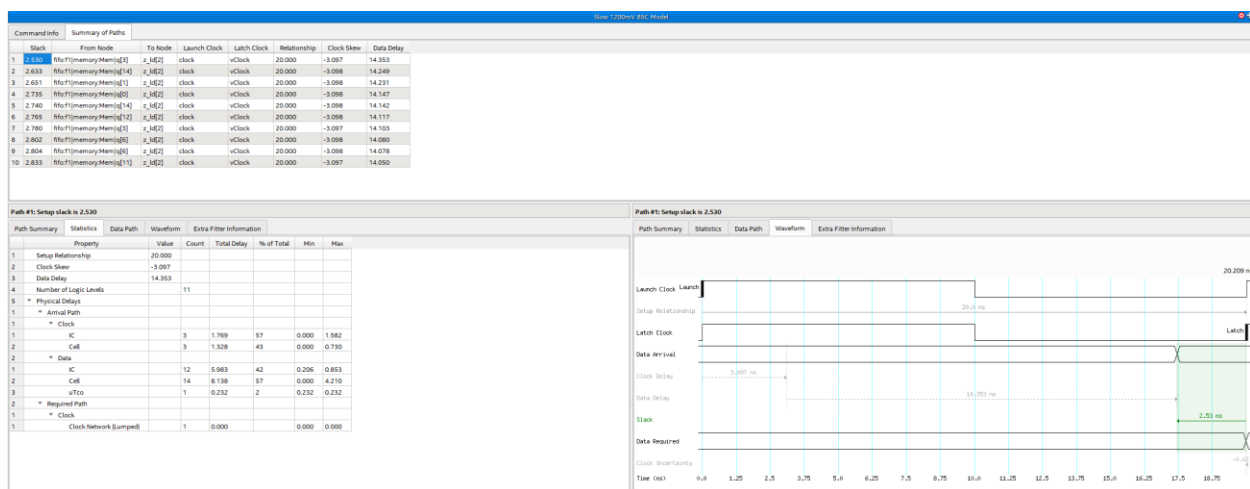 Slow 1200mV 85C Model
Command Info Summary of Paths
Slack From Node To Node Launch Clock Latch Clock Relationship Clock Skew Data Delay
1 2.530 fifo:f1|memory:Mem|q[3] z_ld[2] clock vClock 20.000 -3.097 14.353
2 2.633 fifo:f1|memory:Mem|q[14] z_ld[2] clock vClock 20.000 -3.098 14.249
3 2.651 fifo:f1|memory:Mem|q[1] z_ld[2] clock vClock 20.000 -3.098 14.231
4 2.735 fifo:f1|memory:Mem|q[0] z_ld[2] clock vClock 20.000 -3.098 14.147
5 2.740 fifo:f1|memory:Mem|q[14] z_ld[2] clock vClock 20.000 -3.098 14.142
6 2.765 fifo:f1|memory:Mem|q[12] z_ld[2] clock vClock 20.000 -3.098 14.117
7 2.780 fifo:f1|memory:Mem|q[3] z_ld[2] clock vClock 20.000 -3.097 14.103
8 2.802 fifo:f1|memory:Mem|q[6] z_ld[2] clock vClock 20.000 -3.098 14.080
9 2.804 fifo:f1|memory:Mem|q[6] z_ld[2] clock vClock 20.000 -3.098 14.078
10 2.833 fifo:f1|memory:Mem|q[11] z_ld[2] clock vClock 20.000 -3.097 14.050
Path #1: Setup slack is 2.530
Path Summary Statistics Data Path Waveform Extra Fitter Information
Property Value Count Total Delay % of Total Min Max
1 Setup Relationship 20.000
2 Clock Skew -3.097
3 Data Delay 14.353
4 Number of Logic Levels 11
5 Physical Delays
1 Arrival Path
1 Clock
1 IC 3 1.769 57 0.000 1.582
2 Cell 3 1.328 43 0.000 0.730
2 Data
1 IC 12 5.983 42 0.206 0.853
2 Cell 14 8.138 57 0.000 4.210
3 uTco 1 0.232 2 0.232 0.232
2 Required Path
1 Clock
1 Clock Network (Lumped) 1 0.000 0.000 0.000
Path #1: Setup slack is 2.530
Path Summary Statistics Data Path Waveform Extra Fitter Information
20.209 n
Launch Clock Launch
Setup Relationship 20.0 ns
Latch Clock Latch
Data Arrival
Clock Delay 3.097 ns
Data Delay 14.353 ns
Slack 2.53 ns
Data Required
Clock Uncertainty
Time (ns) 0.0 1.25 2.5 3.75 5.0 6.25 7.5 8.75 10.0 11.25 12.5 13.75 15.0 16.25 17.5 18.75